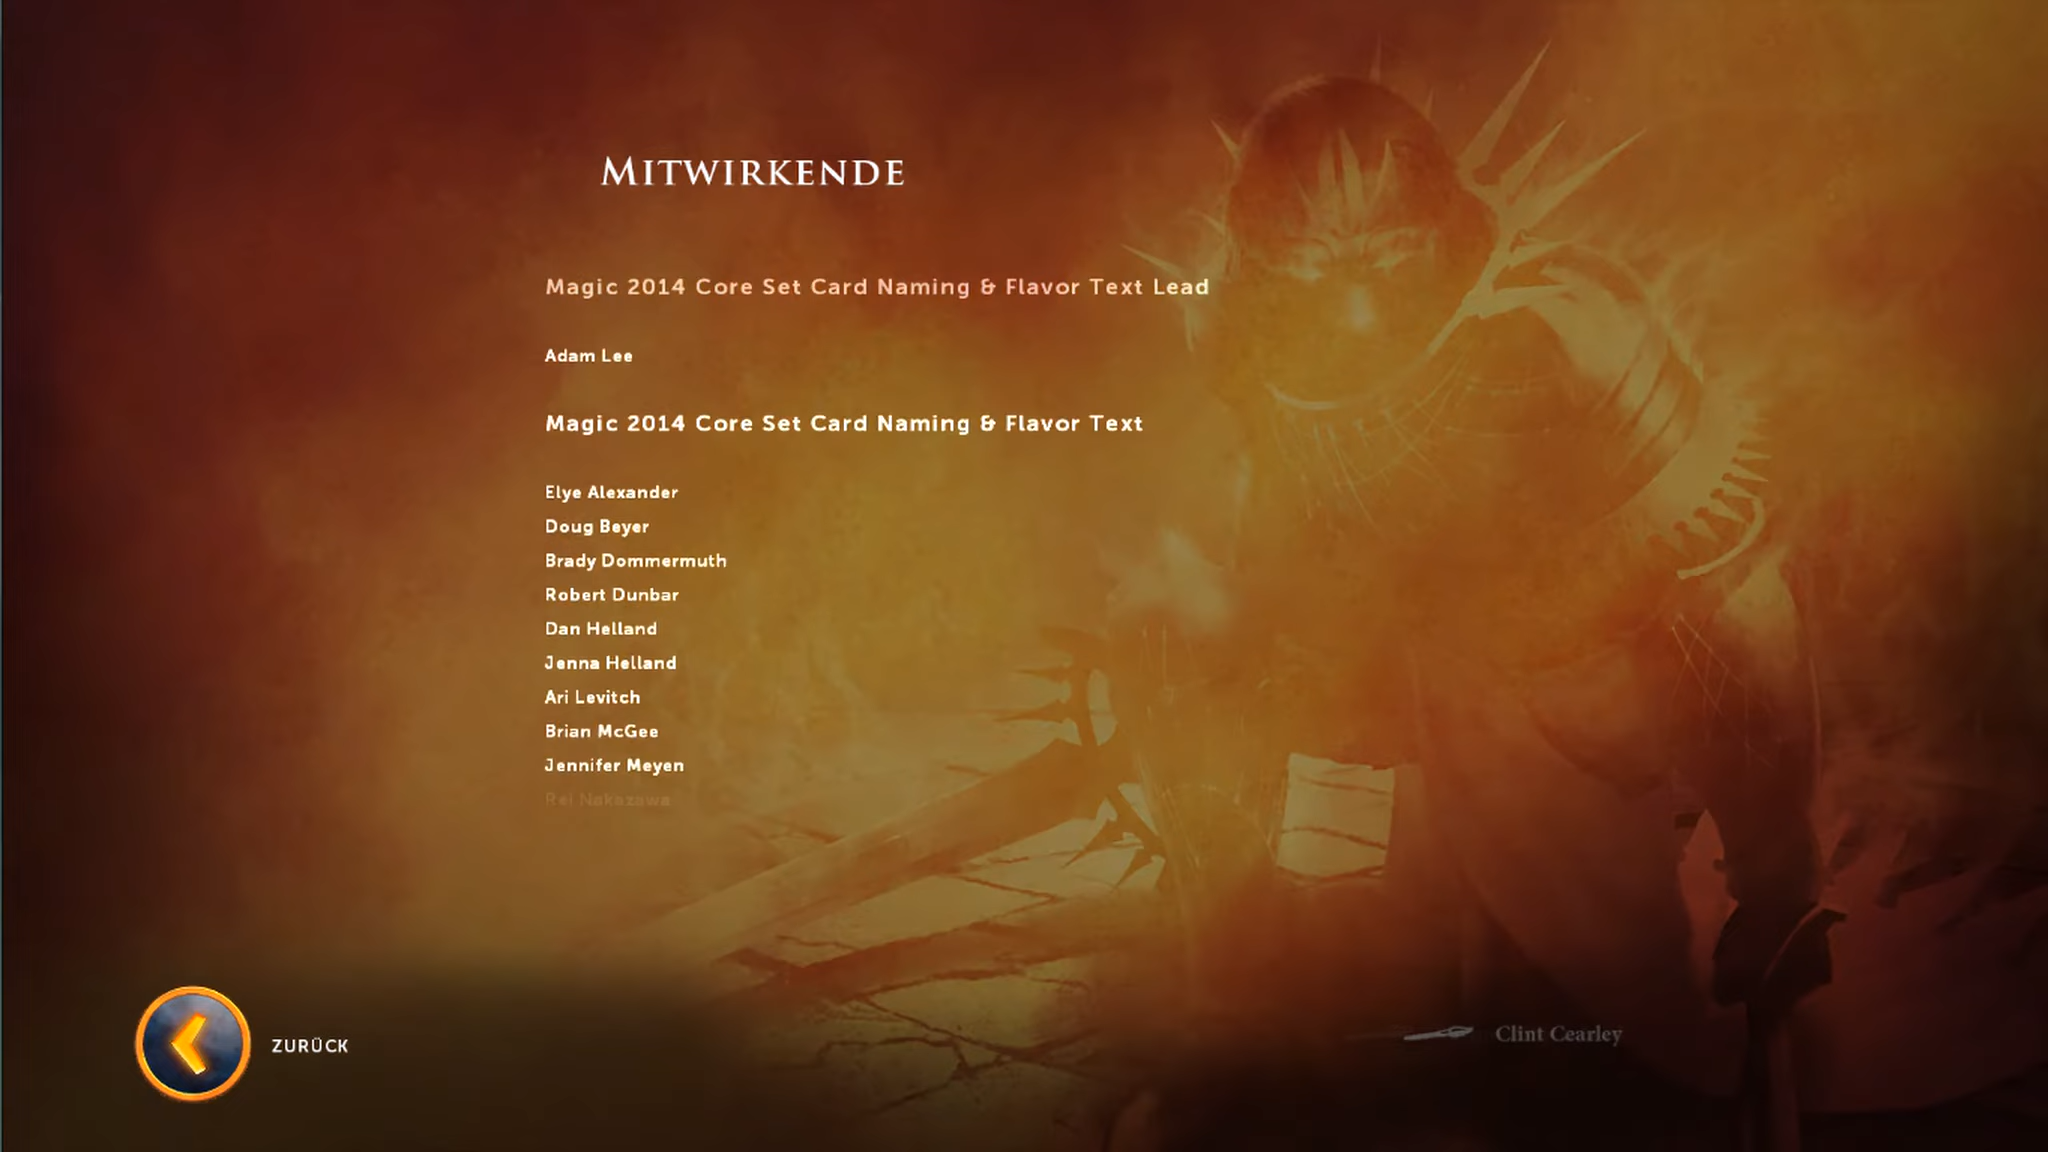 Mitwirkende
Magic 2014 Core Set Card Naming & Flavor Text Lead
Adam Lee
Magic 2014 Core Set Card Naming & Flavor Text
Elye Alexander
Doug Beyer
Brady Dommermuth
Robert Dunbar
Dan Helland
Jenna Helland
Ari Levitch
Brian McGee
Jennifer Meyen
Rei Nakazawa
Clint Cearley
ZURÜCK